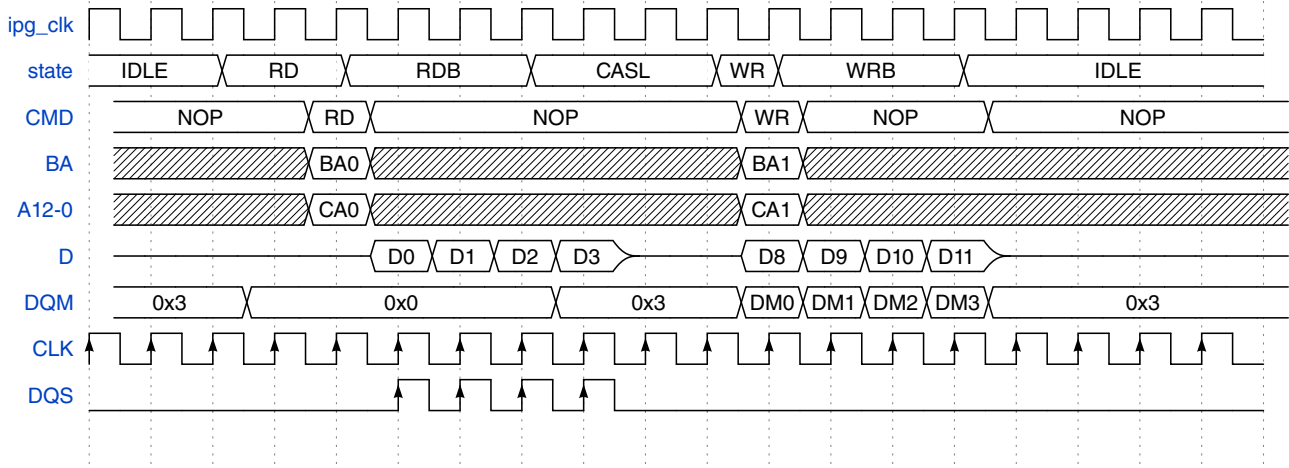 ipg_clk
state IDLE RD RDB CASL WR WRB IDLE
CMD NOP RD NOP WR NOP NOP
BA BA0 BA1
A12-0 CA0 CA1
D D0 D1 D2 D3 D8 D9 D10 D11
DQM 0x3 0x0 0x3 DM0 DM1 DM2 DM3 0x3
CLK
DQS